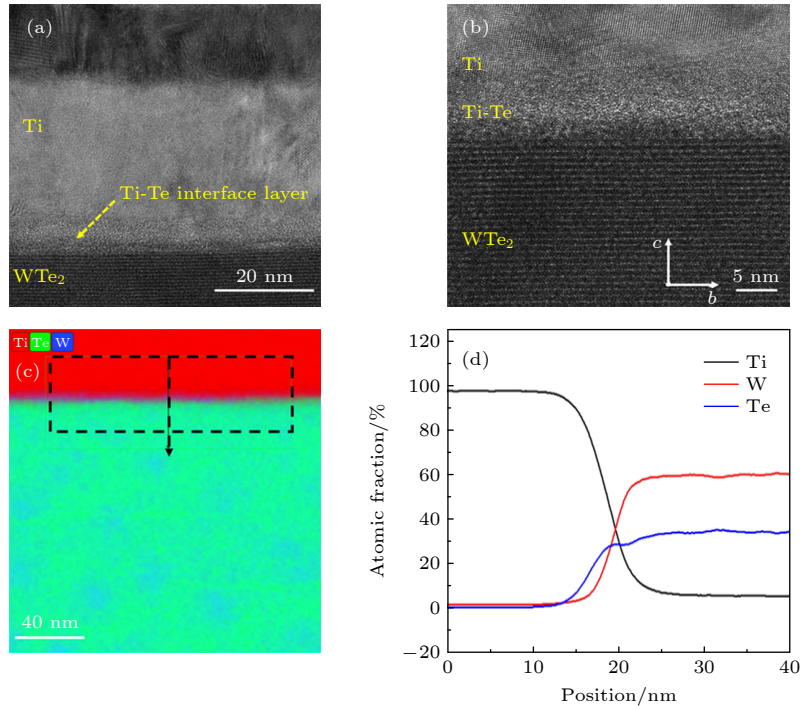 (a)
Ti
Ti-Te interface layer
WTe₂
20 nm
(b)
Ti
Ti-Te
WTe₂
c
b
5 nm
Ti Te W
(c)
40 nm
(d)
Ti
W
Te
120
100
80
60
40
20
0
−20
Atomic fraction/%
0 10 20 30 40
Position/nm